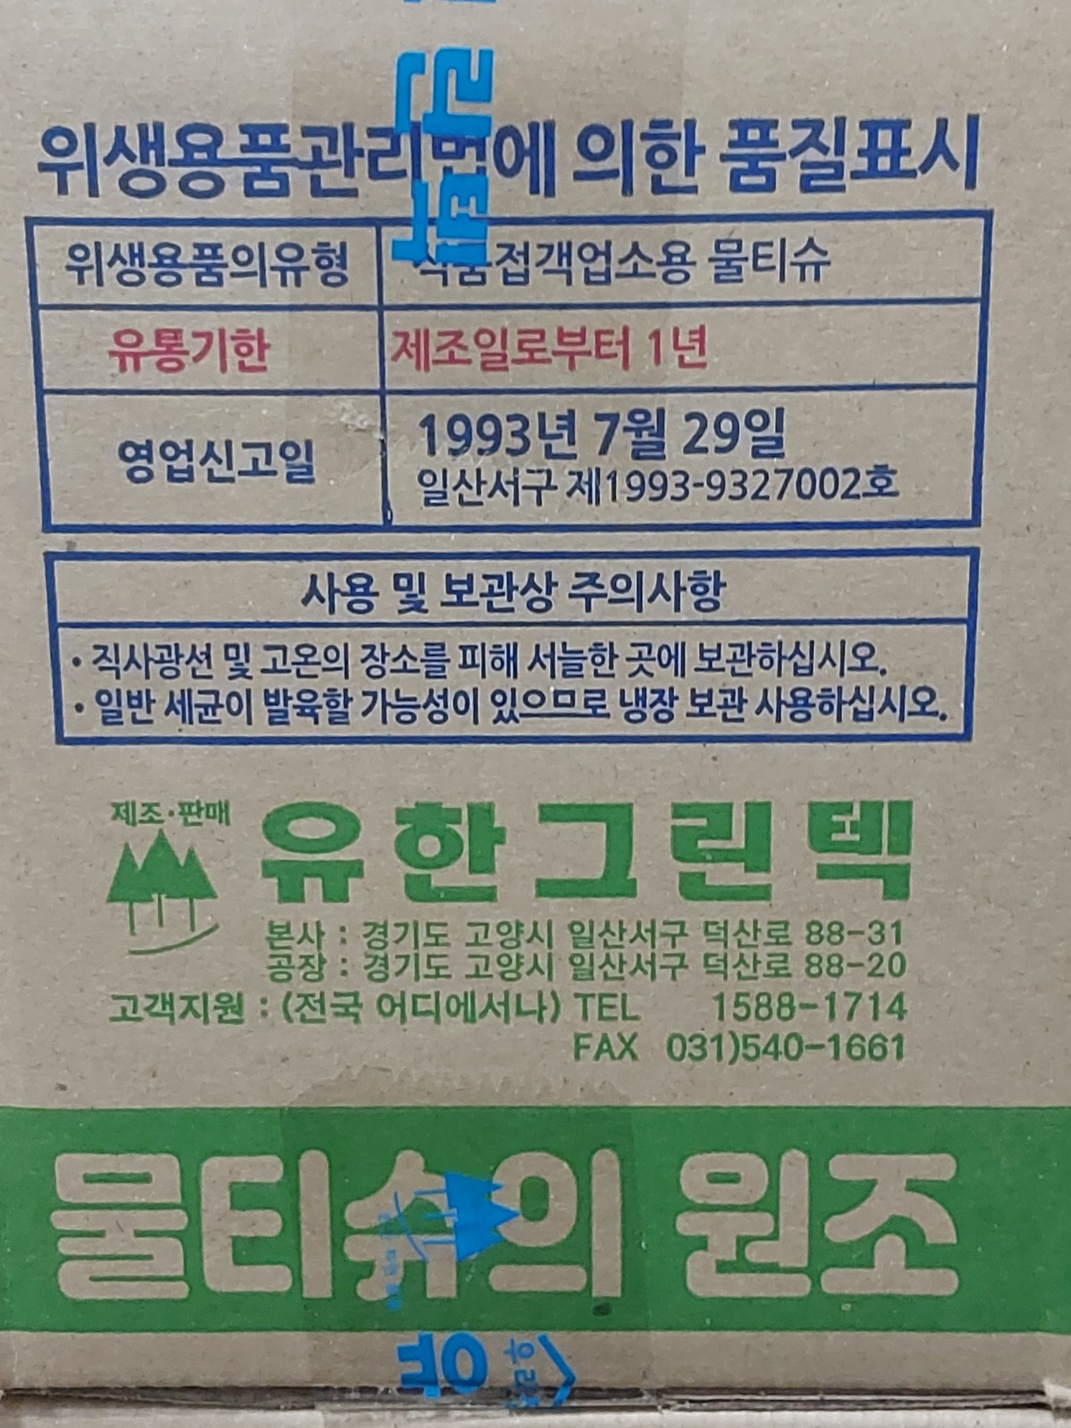 위생용품관리법에 의한 품질표시
위생용품의유형 식품접객업소용 물티슈
유통기한 제조일로부터 1년
영업신고일 1993년 7월 29일
일산서구 제1993-9327002호
사용 및 보관상 주의사항
• 직사광선 및 고온의 장소를 피해 서늘한 곳에 보관하십시오.
• 일반 세균이 발육할 가능성이 있으므로 냉장 보관 사용하십시오.
제조·판매
유한그린텍
본사 : 경기도 고양시 일산서구 덕산로 88-31
공장 : 경기도 고양시 일산서구 덕산로 88-20
고객지원 : (전국 어디에서나) TEL 1588-1714
FAX 031)540-1661
물티슈의 원조
린텍
유